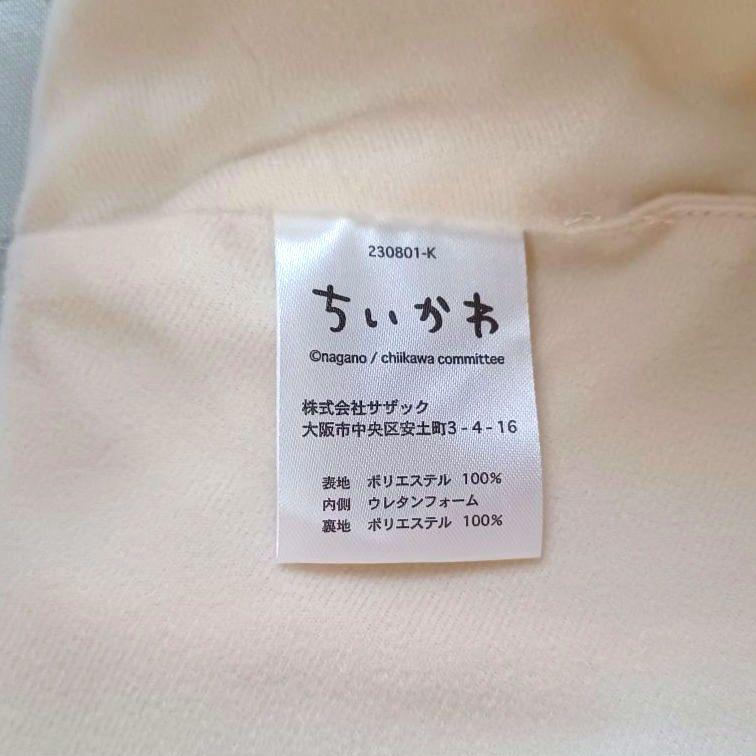 230801-K
ちいかわ
©nagano / chiikawa committee
株式会社サザック
大阪市中央区安土町3-4-16
表地 ポリエステル 100%
内側 ウレタンフォーム
裏地 ポリエステル 100%